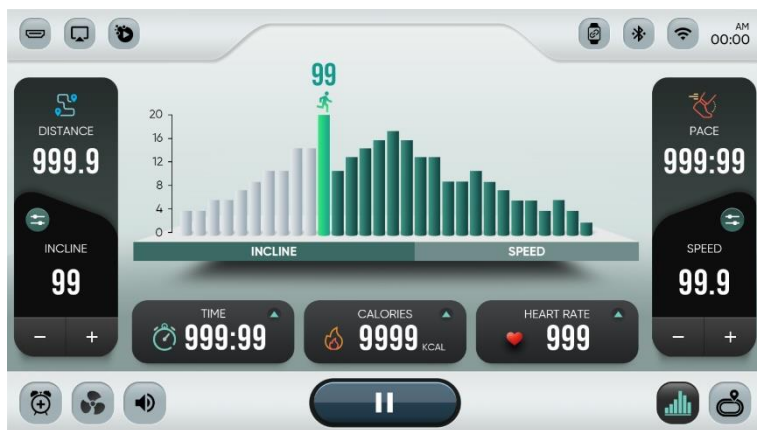 AM
00:00
DISTANCE
999.9
INCLINE
99
99
20
16
12
8
4
0
INCLINE
SPEED
PACE
999:99
SPEED
99.9
TIME
999:99
CALORIES
9999 KCAL
HEART RATE
999